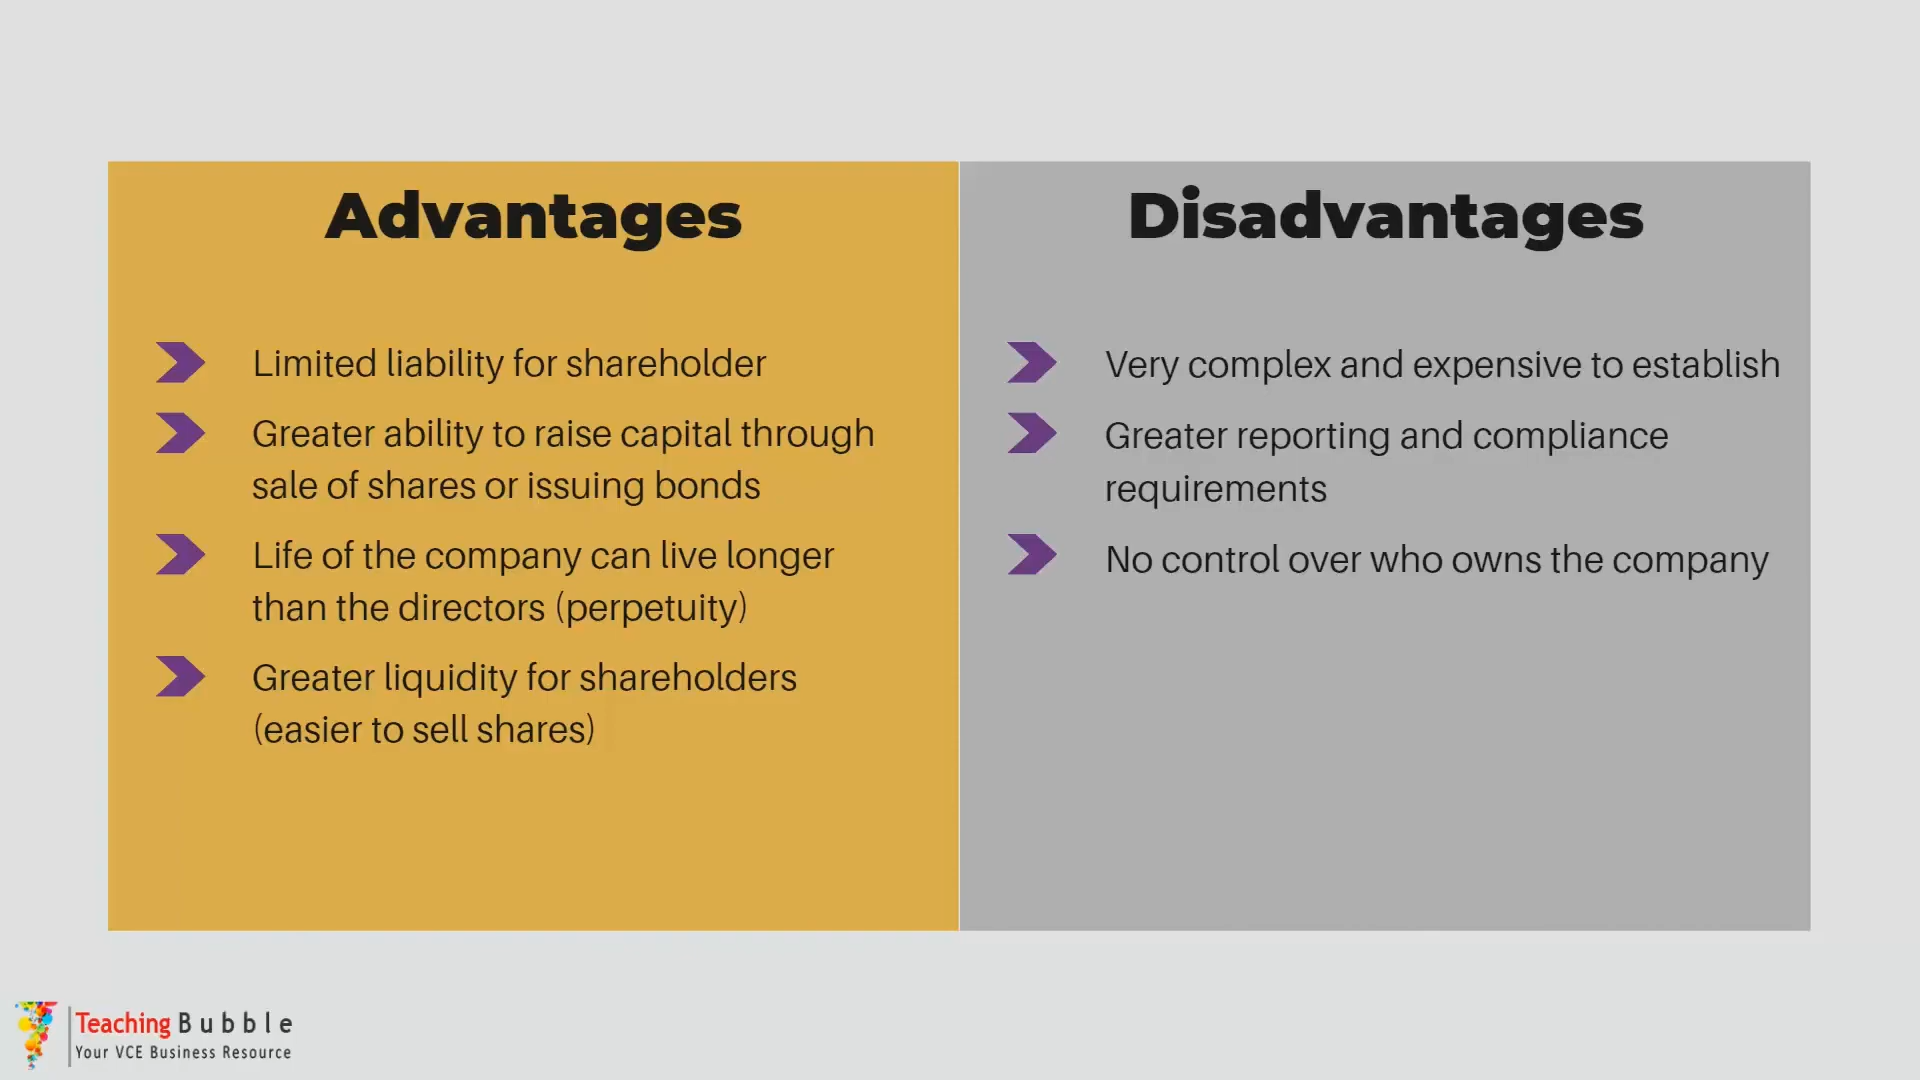 Advantages
Limited liability for shareholder
Greater ability to raise capital through
sale of shares or issuing bonds
Life of the company can live longer
than the directors (perpetuity)
Greater liquidity for shareholders
(easier to sell shares)
Disadvantages
Very complex and expensive to establish
Greater reporting and compliance
requirements
No control over who owns the company
Teaching Bubble
Your VCE Business Resource